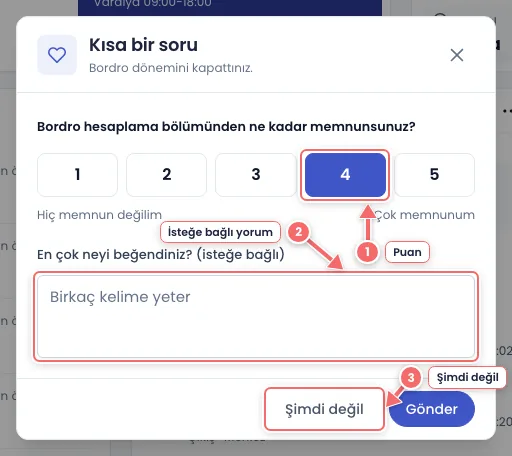 Vardiya 09:00-18:00
Kısa bir soru
Bordro dönemini kapattınız.
Bordro hesaplama bölümünden ne kadar memnunsunuz?
1 2 3 4 5
Hiç memnun değilim Çok memnunum
İsteğe bağlı yorum 2
1 Puan
En çok neyi beğendiniz? (isteğe bağlı)
Birkaç kelime yeter
3 Şimdi değil
Şimdi değil Gönder